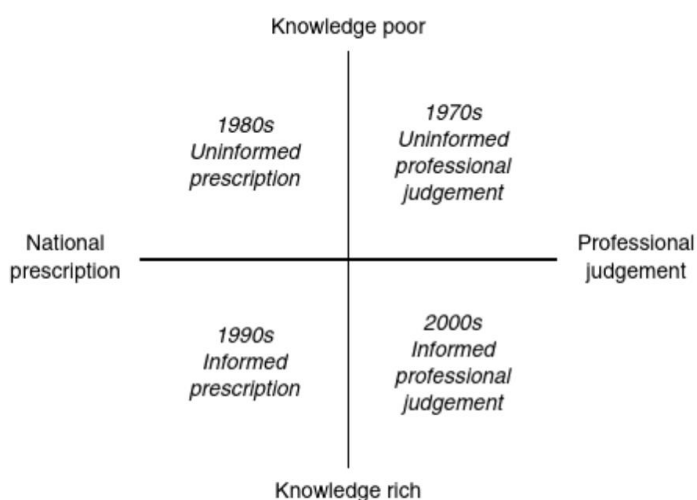 Knowledge poor
1980s
Uninformed
prescription
1970s
Uninformed
professional
judgement
National
prescription
Professional
judgement
1990s
Informed
prescription
2000s
Informed
professional
judgement
Knowledge rich